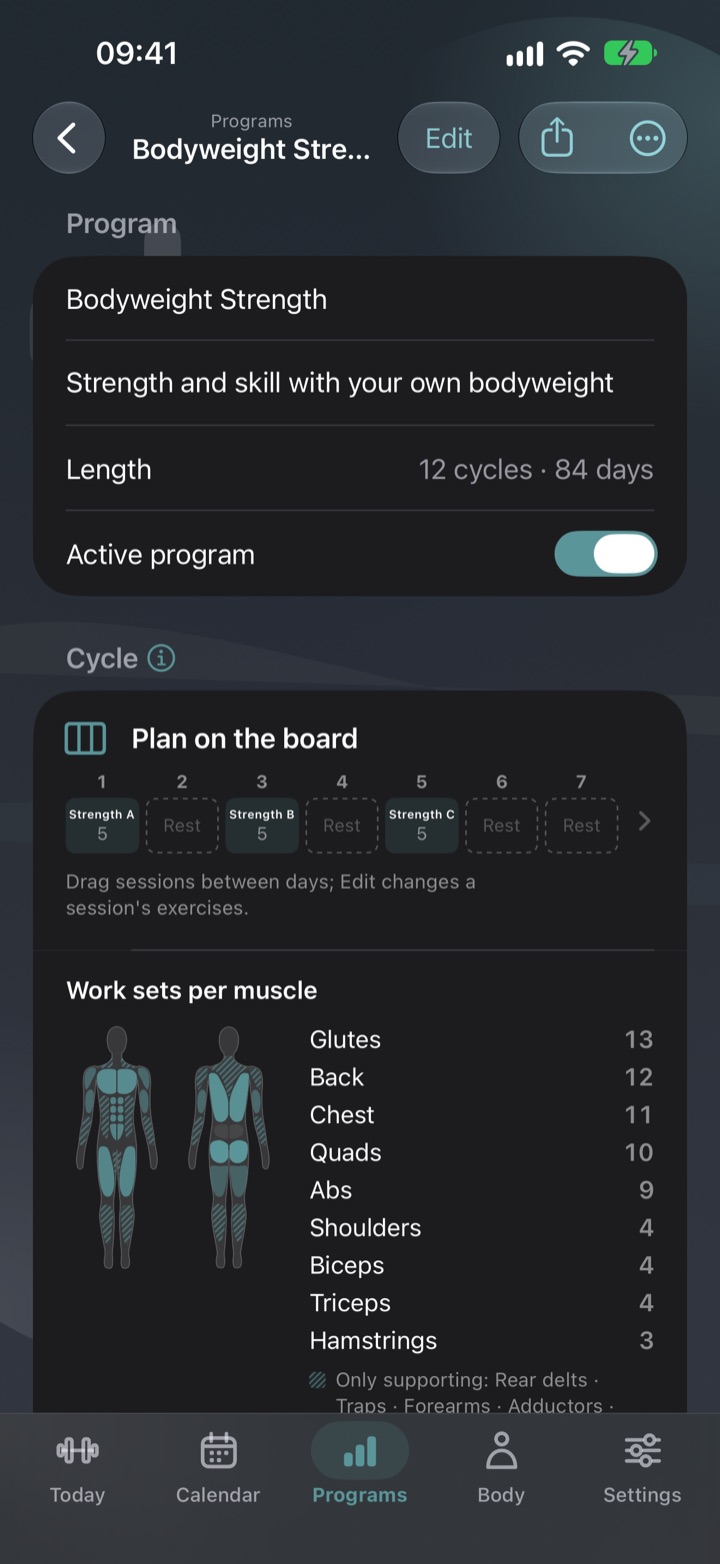 09:41
Programs
Bodyweight Stre...
Edit
Program
Bodyweight Strength
Strength and skill with your own bodyweight
Length 12 cycles · 84 days
Active program
Cycle
Plan on the board
1 2 3 4 5 6 7
Strength A Rest Strength B Rest Strength C Rest Rest
5 5 5
Drag sessions between days; Edit changes a
session's exercises.
Work sets per muscle
Glutes 13
Back 12
Chest 11
Quads 10
Abs 9
Shoulders 4
Biceps 4
Triceps 4
Hamstrings 3
Only supporting: Rear delts ·
Traps · Forearms · Adductors ·
Today Calendar Programs Body Settings